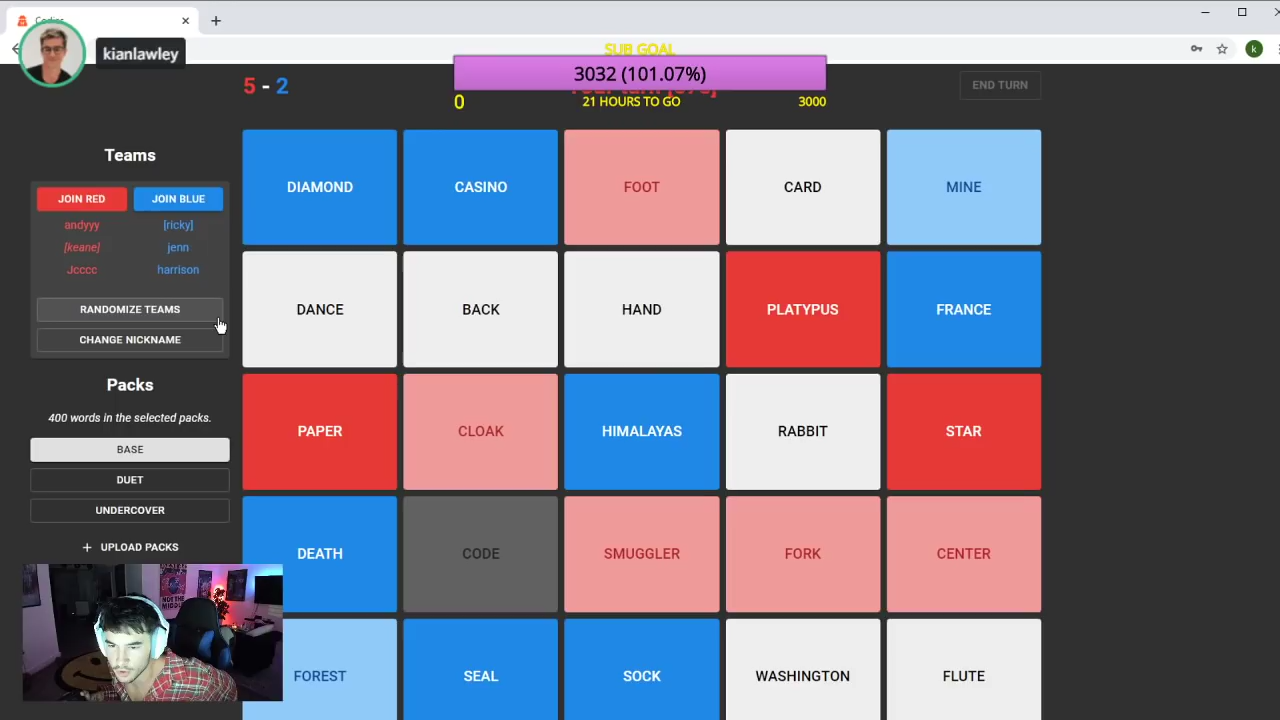 kianlawley
SUB GOAL
3032 (101.07%)
0
21 HOURS TO GO
3000
5 - 2
END TURN
Teams
JOIN RED
JOIN BLUE
andyyy
[ricky]
[keane]
jenn
Jcccc
harrison
RANDOMIZE TEAMS
CHANGE NICKNAME
Packs
400 words in the selected packs.
BASE
DUET
UNDERCOVER
+ UPLOAD PACKS
DIAMOND
CASINO
FOOT
CARD
MINE
DANCE
BACK
HAND
PLATYPUS
FRANCE
PAPER
CLOAK
HIMALAYAS
RABBIT
STAR
DEATH
CODE
SMUGGLER
FORK
CENTER
FOREST
SEAL
SOCK
WASHINGTON
FLUTE